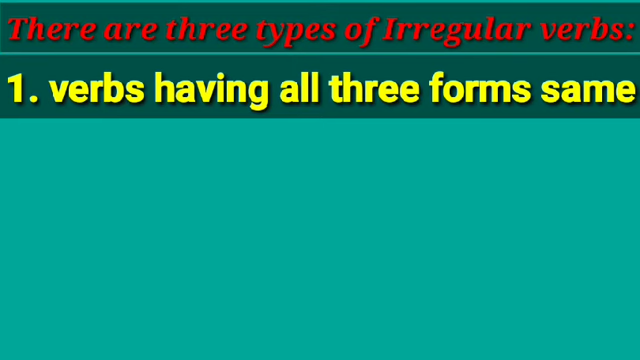 There are three types of Irregular verbs:
1. verbs having all three forms same